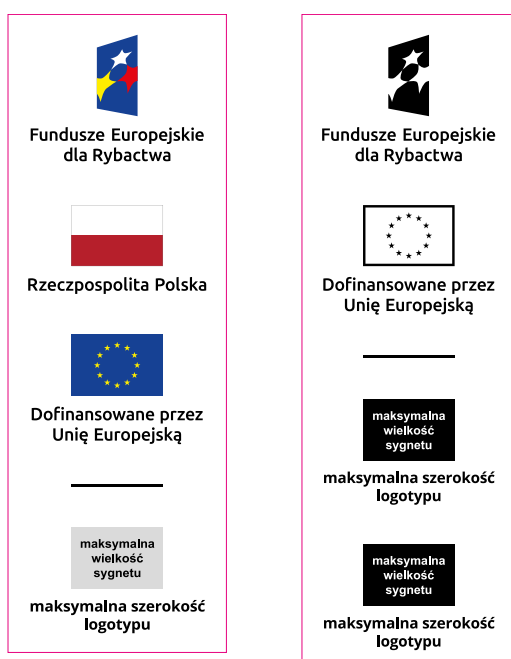 Fundusze Europejskie
dla Rybactwa
Rzeczpospolita Polska
Dofinansowane przez
Unię Europejską
maksymalna
wielkość
sygnetu
maksymalna szerokość
logotypu
Fundusze Europejskie
dla Rybactwa
Dofinansowane przez
Unię Europejską
maksymalna
wielkość
sygnetu
maksymalna szerokość
logotypu
maksymalna
wielkość
sygnetu
maksymalna szerokość
logotypu